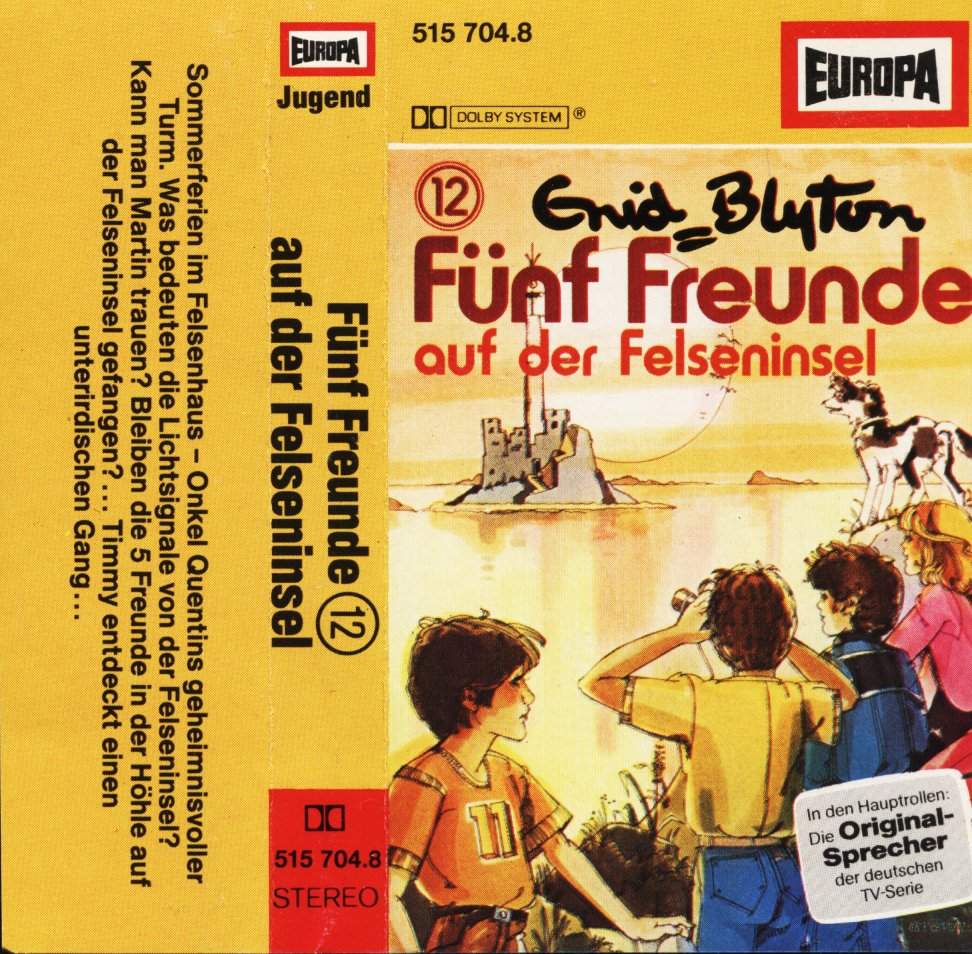 Sommerferien im Felsenhaus – Onkel Quentins geheimnisvoller
Turm. Was bedeuten die Lichtsignale von der Felseninsel?
Kann man Martin trauen? Bleiben die 5 Freunde in der Höhle auf
der Felseninsel gefangen?... Timmy entdeckt einen
unterirdischen Gang...
EUROPA
Jugend
Fünf Freunde 12
auf der Felseninsel
515 704.8
STEREO
515 704.8
DOLBY SYSTEM ®
EUROPA
12
Enid Blyton
Fünf Freunde
auf der Felseninsel
11
In den Hauptrollen:
Die Original-
Sprecher
der deutschen
TV-Serie